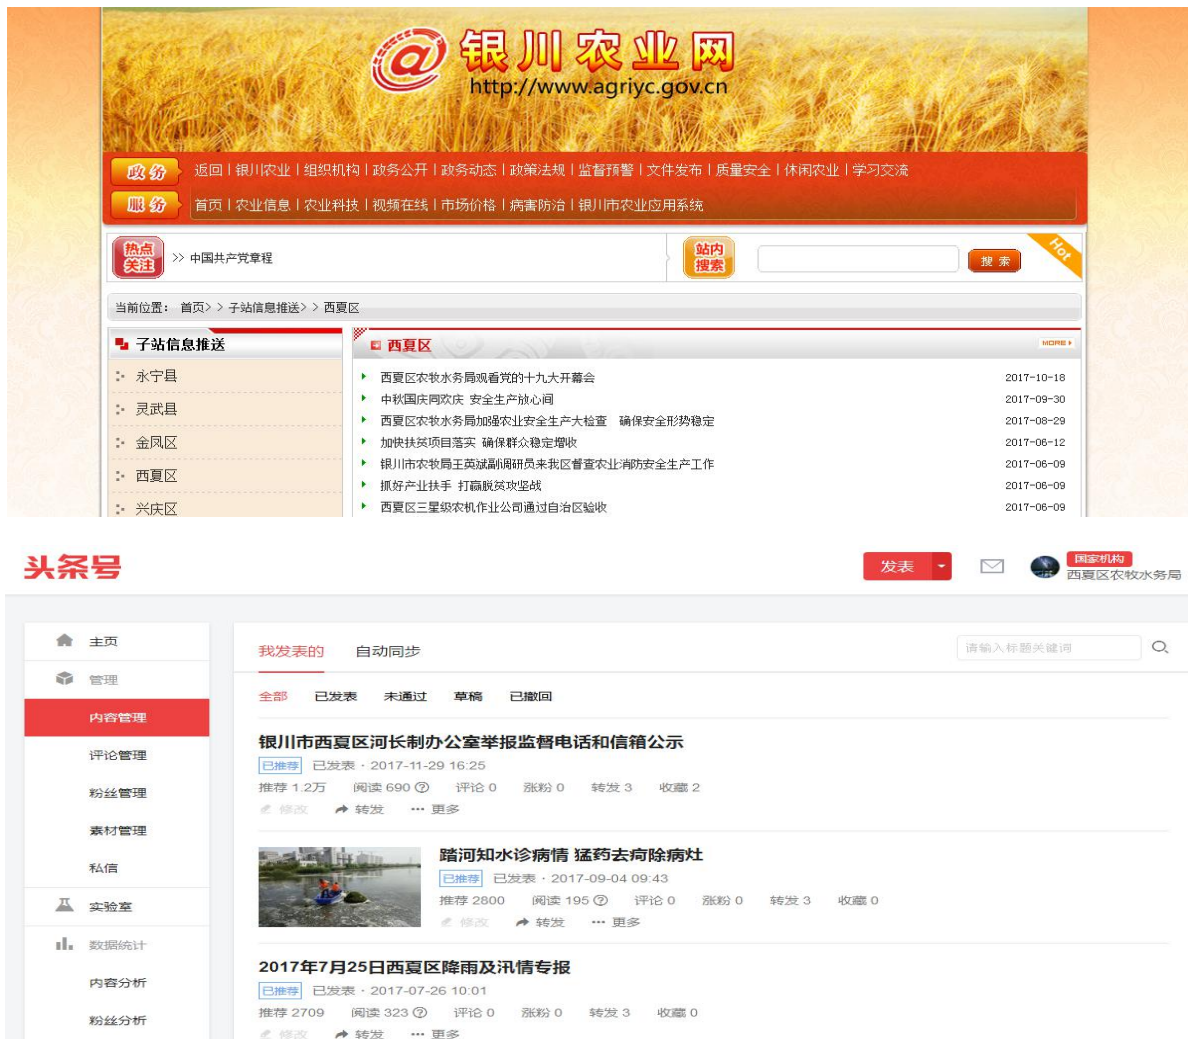 银川农业网
http://www.agriyc.gov.cn
政务 返回 | 银川农业 | 组织机构 | 政务公开 | 政务动态 | 政策法规 | 监督预警 | 文件发布 | 质量安全 | 休闲农业 | 学习交流
服务 首页 | 农业信息 | 农业科技 | 视频在线 | 市场价格 | 病害防治 | 银川市农业应用系统
热点关注 >> 中国共产党章程 站内搜索 搜索 Hot
当前位置： 首页> > 子站信息推送> > 西夏区
子站信息推送
永宁县
灵武县
金凤区
西夏区
兴庆区
西夏区 MORE
西夏区农牧水务局观看党的十九大开幕会 2017-10-18
中秋国庆同欢庆 安全生产放心间 2017-09-30
西夏区农牧水务局加强农业安全生产大检查 确保安全形势稳定 2017-08-29
加快扶贫项目落实 确保群众稳定增收 2017-06-12
银川市农牧局王英斌副调研员来我区督查农业消防安全生产工作 2017-06-09
抓好产业扶手 打赢脱贫攻坚战 2017-06-09
西夏区三星级农机作业公司通过自治区验收 2017-06-09
头条号 发表 国家机构
西夏区农牧水务局
主页
管理
内容管理
评论管理
粉丝管理
素材管理
私信
实验室
数据统计
内容分析
粉丝分析
我发表的 自动同步 请输入标题关键词
全部 已发表 未通过 草稿 已撤回
银川市西夏区河长制办公室举报监督电话和信箱公示
已推荐 已发表 · 2017-11-29 16:25
推荐 1.2万 阅读 690 ? 评论 0 涨粉 0 转发 3 收藏 2
修改 转发 ··· 更多
踏河知水诊病情 猛药去疴除病灶
已推荐 已发表 · 2017-09-04 09:43
推荐 2800 阅读 195 ? 评论 0 涨粉 0 转发 3 收藏 0
修改 转发 ··· 更多
2017年7月25日西夏区降雨及汛情专报
已推荐 已发表 · 2017-07-26 10:01
推荐 2709 阅读 323 ? 评论 0 涨粉 0 转发 3 收藏 0
修改 转发 ··· 更多